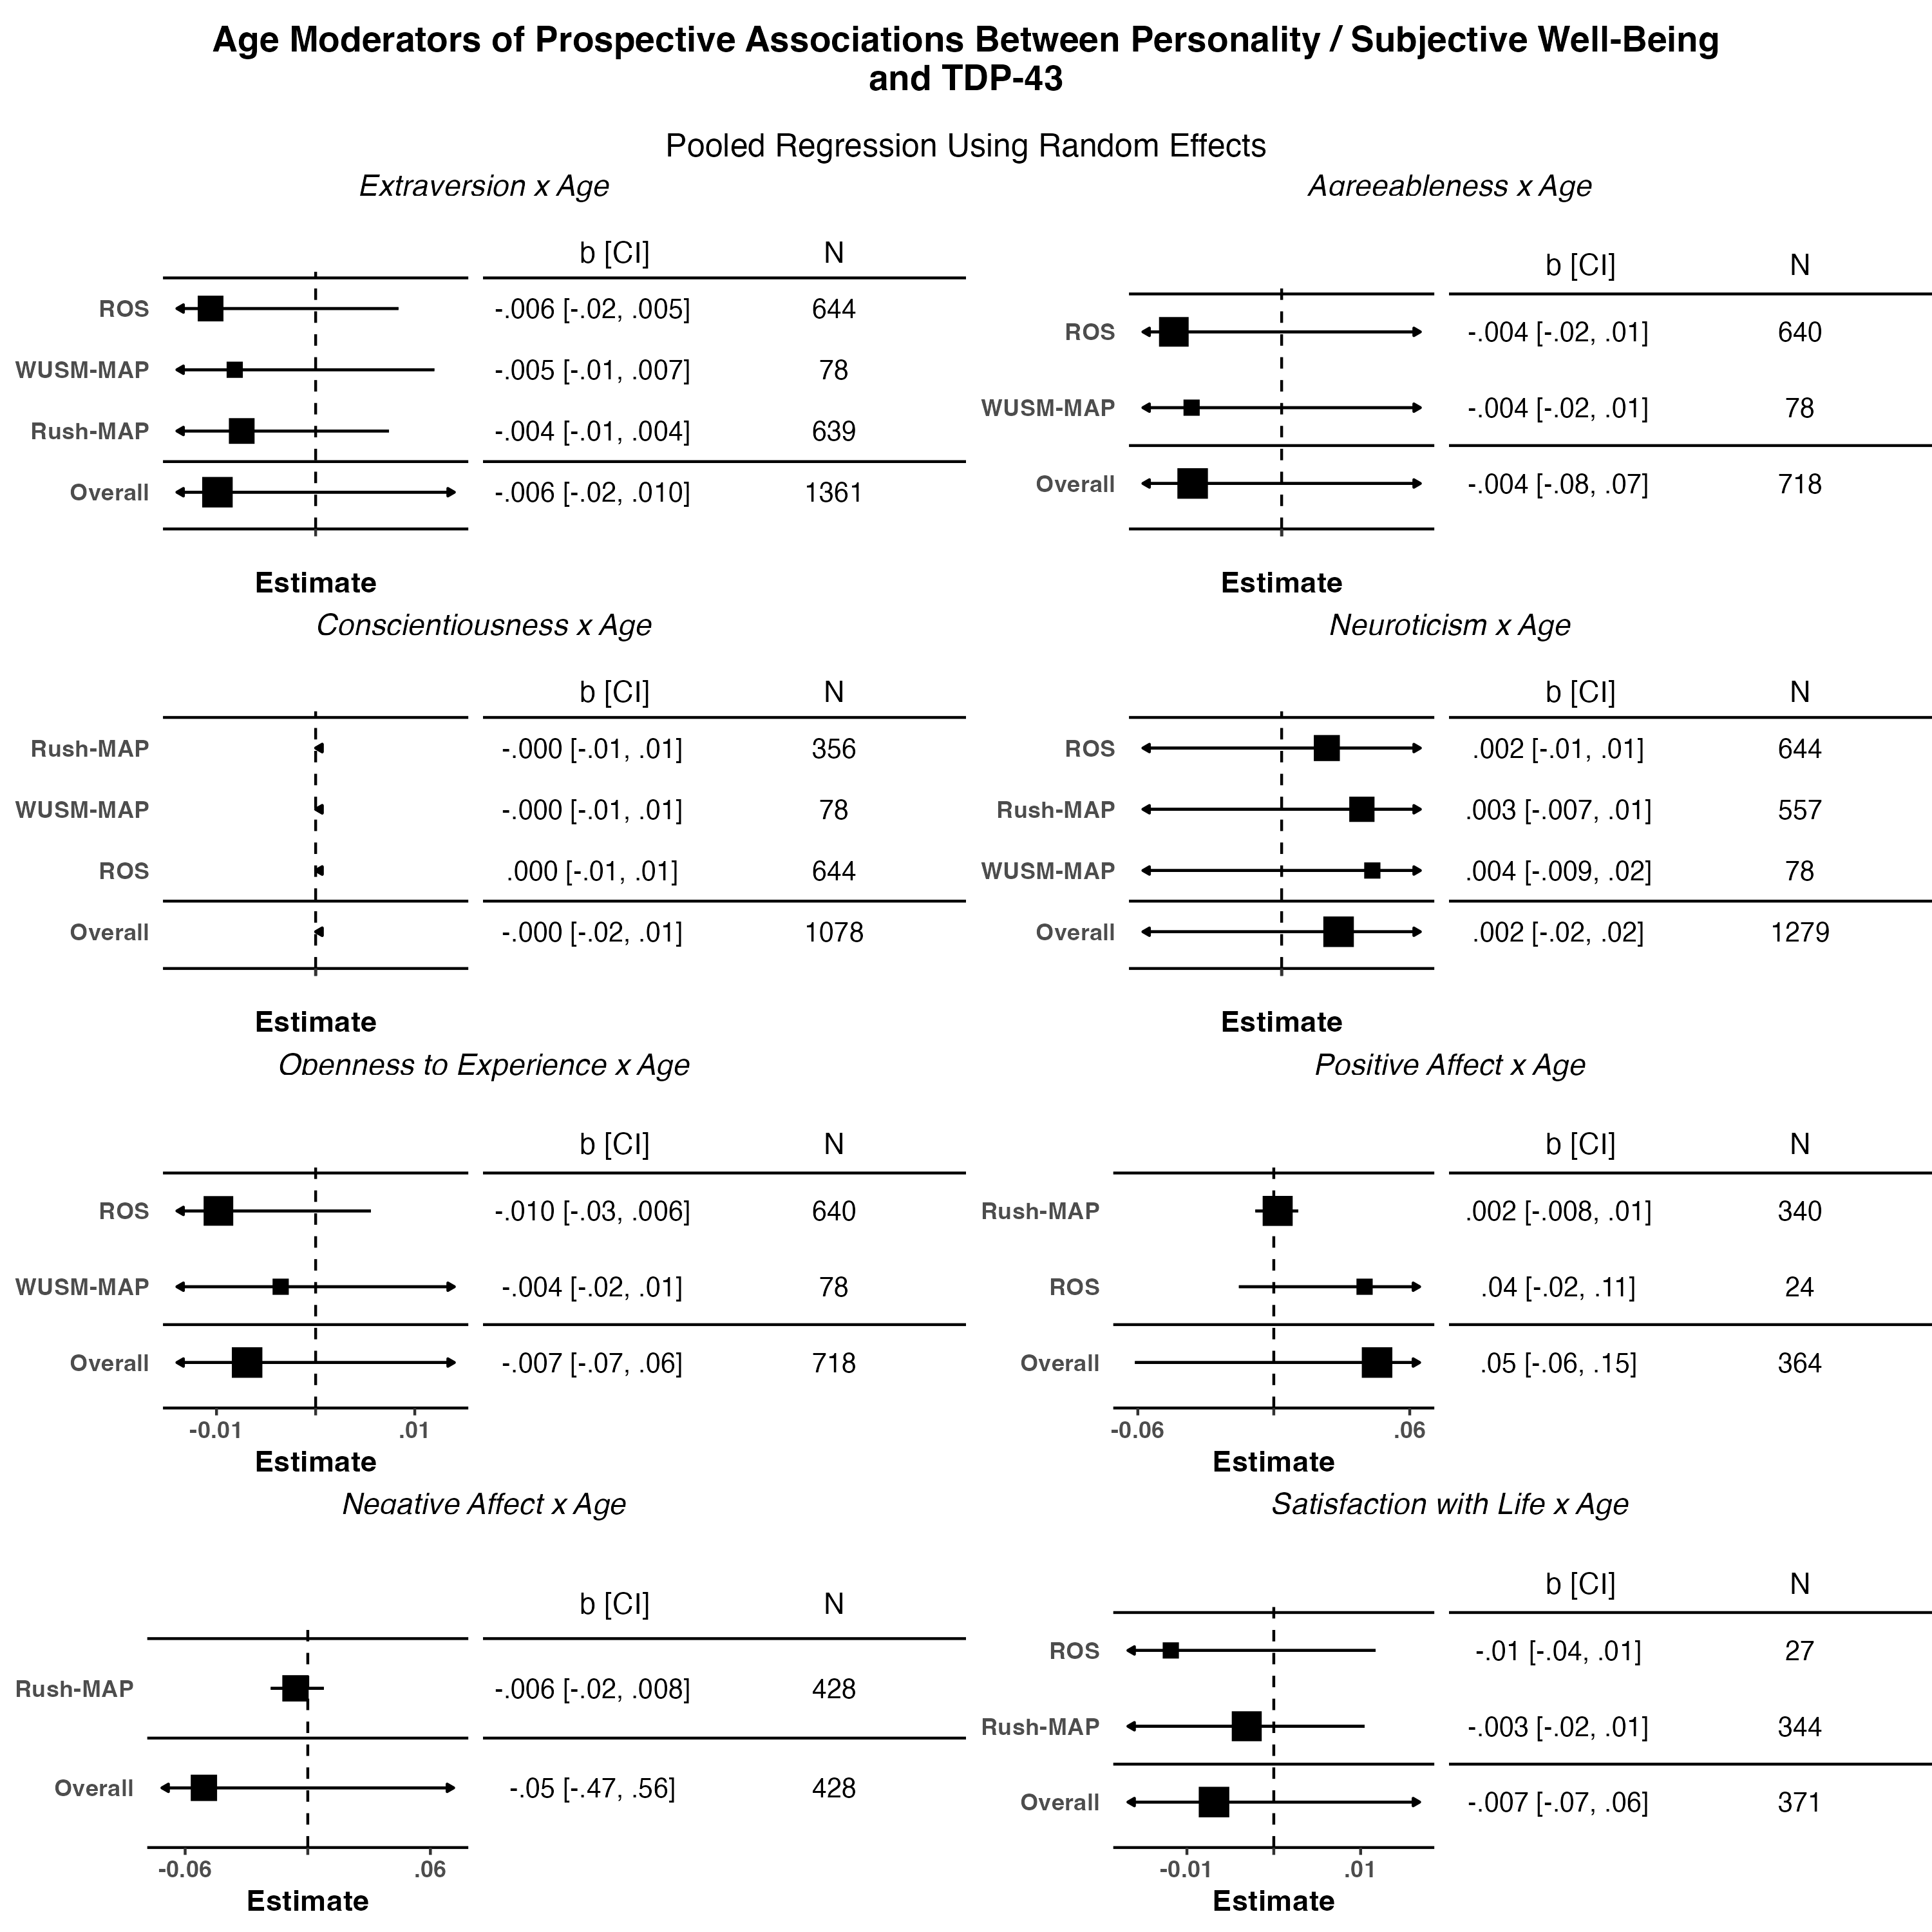 Age Moderators of Prospective Associations Between Personality / Subjective Well-Being
and TDP-43
Pooled Regression Using Random Effects
Extraversion x Age
b [CI] N
ROS -.006 [-.02, .005] 644
WUSM-MAP -.005 [-.01, .007] 78
Rush-MAP -.004 [-.01, .004] 639
Overall -.006 [-.02, .010] 1361
Estimate
Agreeableness x Age
b [CI] N
ROS -.004 [-.02, .01] 640
WUSM-MAP -.004 [-.02, .01] 78
Overall -.004 [-.08, .07] 718
Estimate
Conscientiousness x Age
b [CI] N
Rush-MAP -.000 [-.01, .01] 356
WUSM-MAP -.000 [-.01, .01] 78
ROS .000 [-.01, .01] 644
Overall -.000 [-.02, .01] 1078
Estimate
Neuroticism x Age
b [CI] N
ROS .002 [-.01, .01] 644
Rush-MAP .003 [-.007, .01] 557
WUSM-MAP .004 [-.009, .02] 78
Overall .002 [-.02, .02] 1279
Estimate
Openness to Experience x Age
b [CI] N
ROS -.010 [-.03, .006] 640
WUSM-MAP -.004 [-.02, .01] 78
Overall -.007 [-.07, .06] 718
-0.01 .01
Estimate
Positive Affect x Age
b [CI] N
Rush-MAP .002 [-.008, .01] 340
ROS .04 [-.02, .11] 24
Overall .05 [-.06, .15] 364
-0.06 .06
Estimate
Negative Affect x Age
b [CI] N
Rush-MAP -.006 [-.02, .008] 428
Overall -.05 [-.47, .56] 428
-0.06 .06
Estimate
Satisfaction with Life x Age
b [CI] N
ROS -.01 [-.04, .01] 27
Rush-MAP -.003 [-.02, .01] 344
Overall -.007 [-.07, .06] 371
-0.01 .01
Estimate